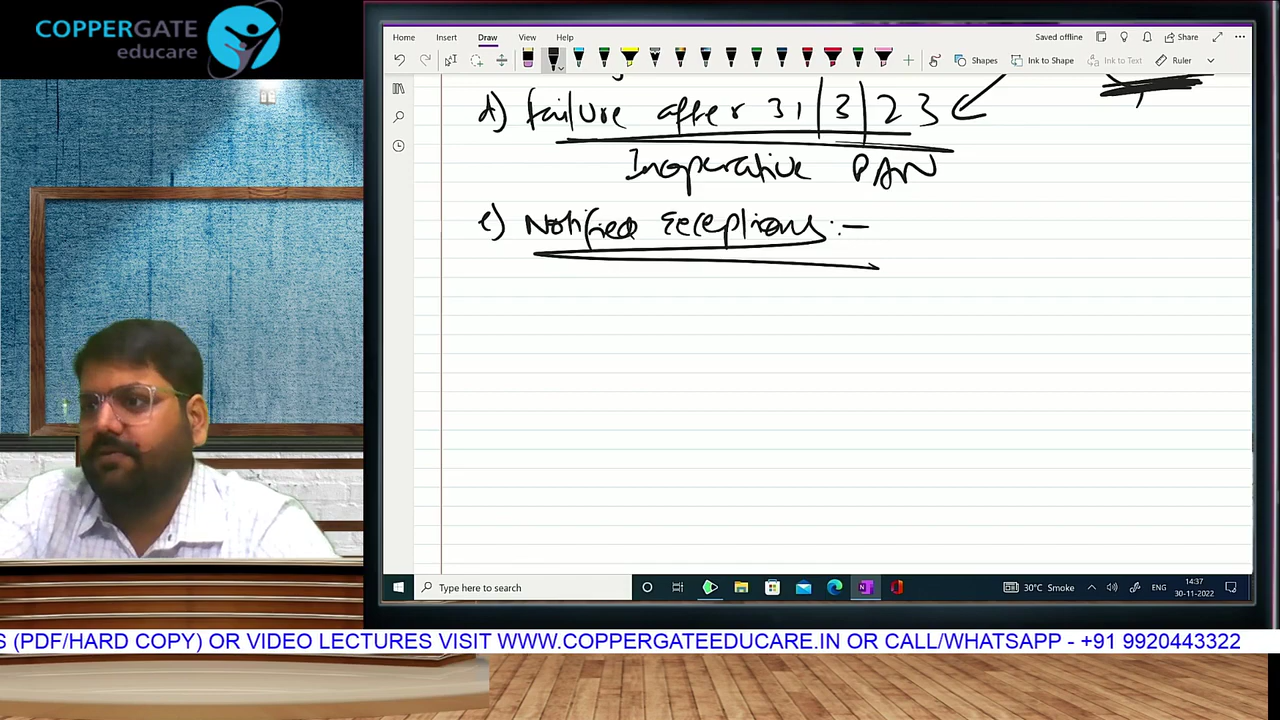 COPPERGATE
educare
Home Insert Draw View Help
Saved offline
Share
Shapes
Ink to Shape
Ink to Text
Ruler
d) failure after 31/3/23
Inoperative PAN
e) Notified exceptions :-
Type here to search
30°C Smoke
ENG
14:37
30-11-2022
S (PDF/HARD COPY) OR VIDEO LECTURES VISIT WWW.COPPERGATEEDUCARE.IN OR CALL/WHATSAPP - +91 9920443322